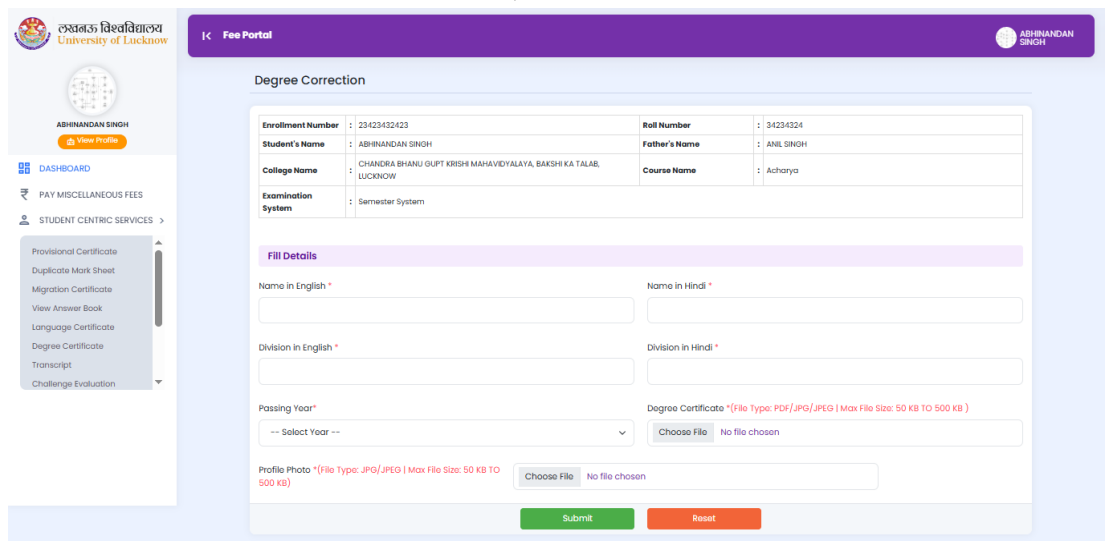 लखनऊ विश्वविद्यालय
University of Lucknow
Fee Portal
ABHINANDAN
SINGH
ABHINANDAN SINGH
View Profile
DASHBOARD
PAY MISCELLANEOUS FEES
STUDENT CENTRIC SERVICES >
Provisional Certificate
Duplicate Mark Sheet
Migration Certificate
View Answer Book
Language Certificate
Degree Certificate
Transcript
Challenge Evaluation
Degree Correction
Enrollment Number : 23423432423 Roll Number : 34234324
Student's Name : ABHINANDAN SINGH Father's Name : ANIL SINGH
College Name : CHANDRA BHANU GUPT KRISHI MAHAVIDYALAYA, BAKSHI KA TALAB,
LUCKNOW Course Name : Acharya
Examination
System : Semester System
Fill Details
Name in English * Name in Hindi *
Division in English * Division in Hindi *
Passing Year* Degree Certificate *(File Type: PDF/JPG/JPEG | Max File Size: 50 KB TO 500 KB )
-- Select Year -- Choose File No file chosen
Profile Photo *(File Type: JPG/JPEG | Max File Size: 50 KB TO
500 KB) Choose File No file chosen
Submit Reset